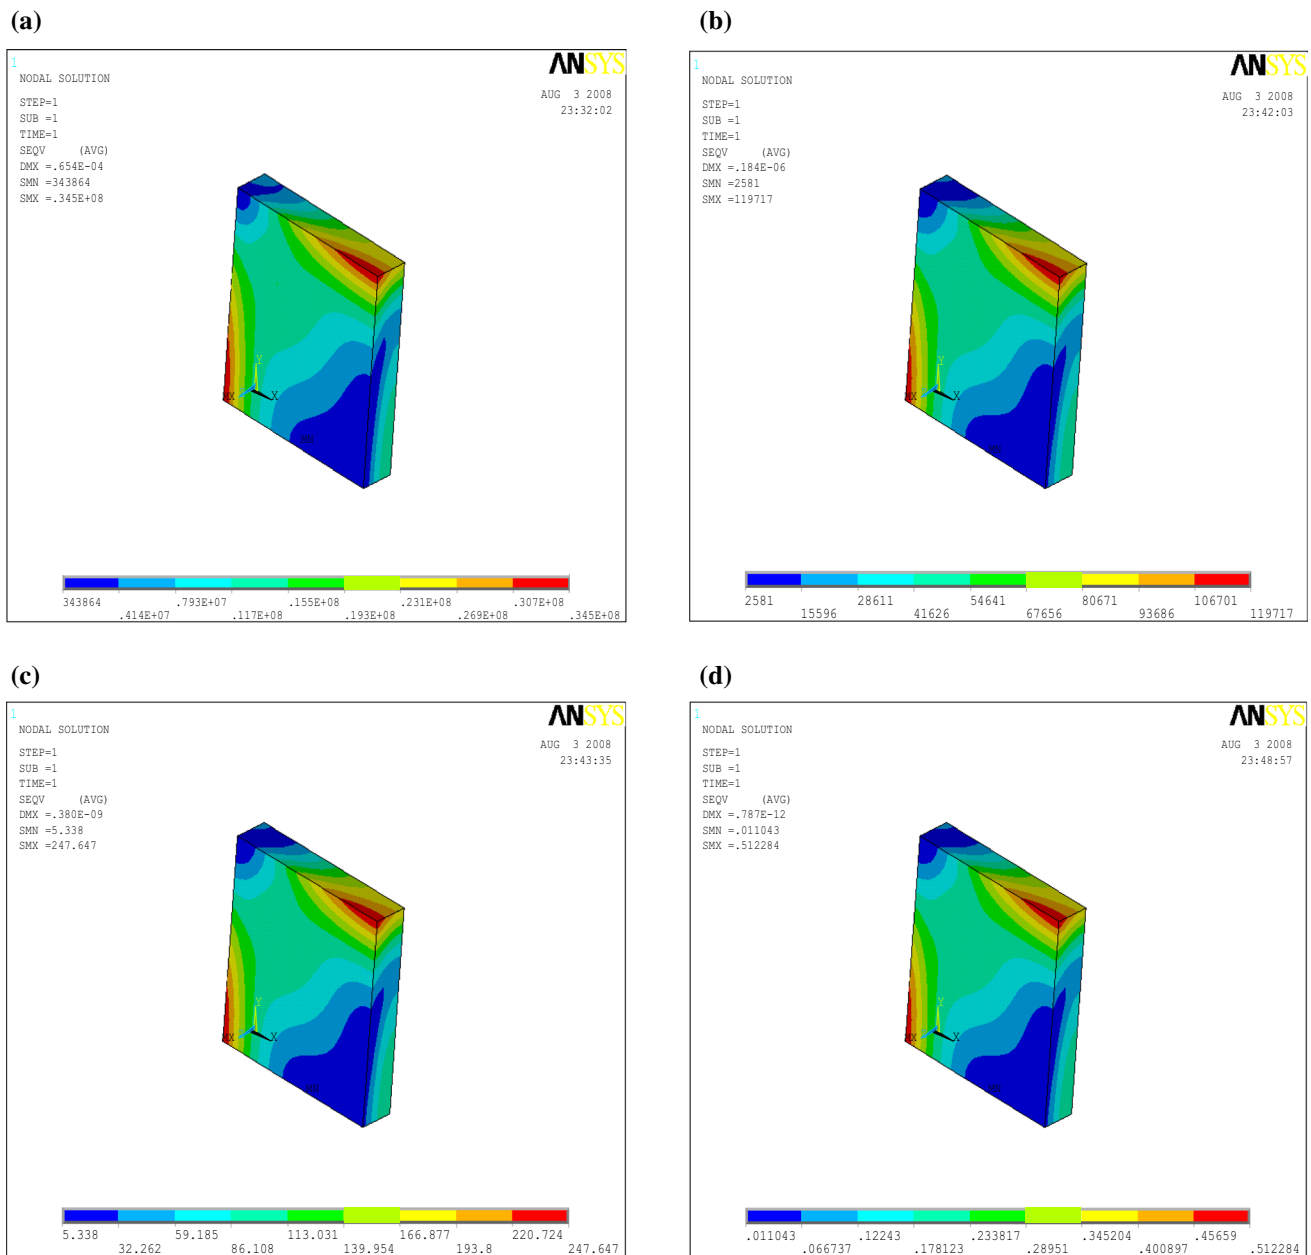 (a)
1
NODAL SOLUTION
STEP=1
SUB =1
TIME=1
SEQV (AVG)
DMX =.654E-04
SMN =343864
SMX =.345E+08
ANSYS
AUG 3 2008
23:32:02
Y
X
MX
343864 .793E+07 .155E+08 .231E+08 .307E+08
.414E+07 .117E+08 .193E+08 .269E+08 .345E+08
(b)
1
NODAL SOLUTION
STEP=1
SUB =1
TIME=1
SEQV (AVG)
DMX =.184E-06
SMN =2581
SMX =119717
ANSYS
AUG 3 2008
23:42:03
Y
X
MX
2581 28611 54641 80671 106701
15596 41626 67656 93686 119717
(c)
1
NODAL SOLUTION
STEP=1
SUB =1
TIME=1
SEQV (AVG)
DMX =.380E-09
SMN =5.338
SMX =247.647
ANSYS
AUG 3 2008
23:43:35
Y
X
MX
5.338 59.185 113.031 166.877 220.724
32.262 86.108 139.954 193.8 247.647
(d)
1
NODAL SOLUTION
STEP=1
SUB =1
TIME=1
SEQV (AVG)
DMX =.787E-12
SMN =.011043
SMX =.512284
ANSYS
AUG 3 2008
23:48:57
Y
X
MX
.011043 .12243 .233817 .345204 .45659
.066737 .178123 .28951 .400897 .512284